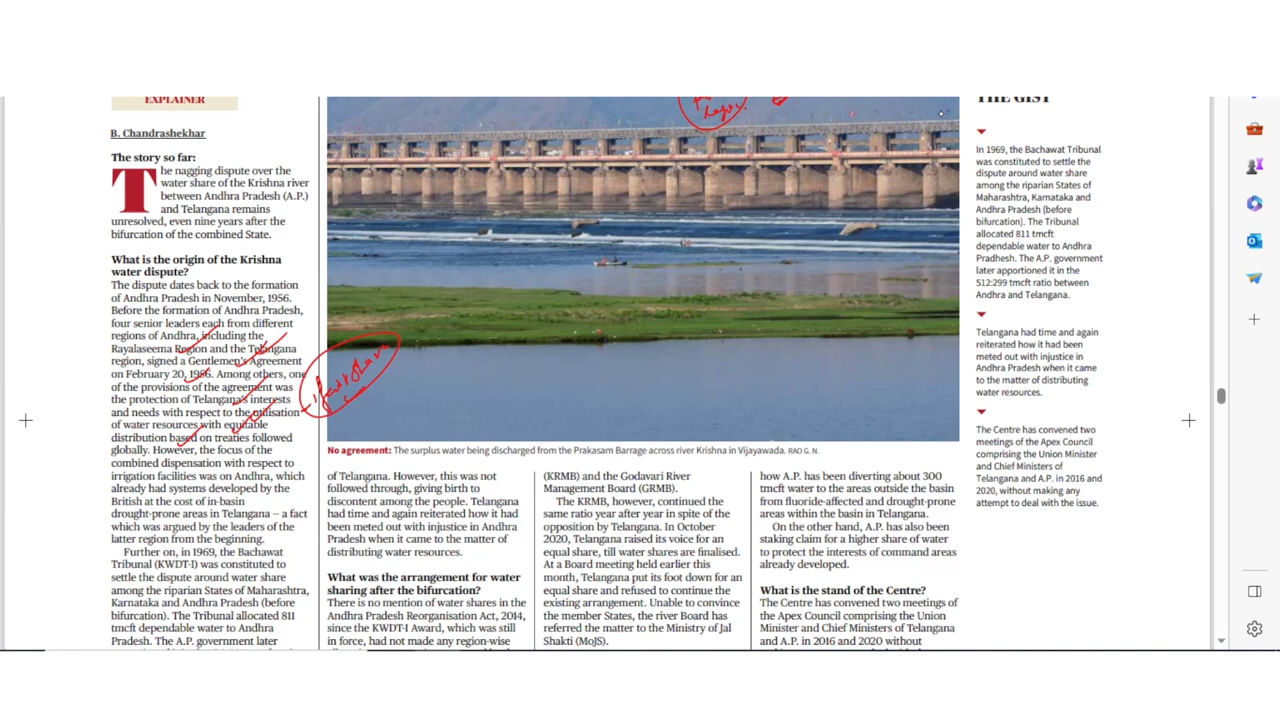 EXPLAINER
B. Chandrashekhar
The story so far:
The nagging dispute over the
water share of the Krishna river
between Andhra Pradesh (A.P.)
and Telangana remains
unresolved, even nine years after the
bifurcation of the combined State.
What is the origin of the Krishna
water dispute?
The dispute dates back to the formation
of Andhra Pradesh in November, 1956.
Before the formation of Andhra Pradesh,
four senior leaders each from different
regions of Andhra, including the
Rayalaseema Region and the Telangana
region, signed a Gentlemen's Agreement
on February 20, 1956. Among others, one
of the provisions of the agreement was
the protection of Telangana's interests
and needs with respect to the utilisation
of water resources with equitable
distribution based on treaties followed
globally. However, the focus of the
combined dispensation with respect to
irrigation facilities was on Andhra, which
already had systems developed by the
British at the cost of in-basin
drought-prone areas in Telangana – a fact
which was argued by the leaders of the
latter region from the beginning.
Further on, in 1969, the Bachawat
Tribunal (KWDT-I) was constituted to
settle the dispute around water share
among the riparian States of Maharashtra,
Karnataka and Andhra Pradesh (before
bifurcation). The Tribunal allocated 811
tmcft dependable water to Andhra
Pradesh. The A.P. government later
No agreement: The surplus water being discharged from the Prakasam Barrage across river Krishna in Vijayawada. RAO G. N.
of Telangana. However, this was not
followed through, giving birth to
discontent among the people. Telangana
had time and again reiterated how it had
been meted out with injustice in Andhra
Pradesh when it came to the matter of
distributing water resources.
What was the arrangement for water
sharing after the bifurcation?
There is no mention of water shares in the
Andhra Pradesh Reorganisation Act, 2014,
since the KWDT-I Award, which was still
in force, had not made any region-wise
(KRMB) and the Godavari River
Management Board (GRMB).
The KRMB, however, continued the
same ratio year after year in spite of the
opposition by Telangana. In October
2020, Telangana raised its voice for an
equal share, till water shares are finalised.
At a Board meeting held earlier this
month, Telangana put its foot down for an
equal share and refused to continue the
existing arrangement. Unable to convince
the member States, the river Board has
referred the matter to the Ministry of Jal
Shakti (MoJS).
how A.P. has been diverting about 300
tmcft water to the areas outside the basin
from fluoride-affected and drought-prone
areas within the basin in Telangana.
On the other hand, A.P. has also been
staking claim for a higher share of water
to protect the interests of command areas
already developed.
What is the stand of the Centre?
The Centre has convened two meetings of
the Apex Council comprising the Union
Minister and Chief Ministers of Telangana
and A.P. in 2016 and 2020 without
THE GIST
In 1969, the Bachawat Tribunal
was constituted to settle the
dispute around water share
among the riparian States of
Maharashtra, Karnataka and
Andhra Pradesh (before
bifurcation). The Tribunal
allocated 811 tmcft
dependable water to Andhra
Pradhesh. The A.P. government
later apportioned it in the
512:299 tmcft ratio between
Andhra and Telangana.
Telangana had time and again
reiterated how it had been
meted out with injustice in
Andhra Pradesh when it came
to the matter of distributing
water resources.
The Centre has convened two
meetings of the Apex Council
comprising the Union Minister
and Chief Ministers of
Telangana and A.P. in 2016 and
2020, without making any
attempt to deal with the issue.